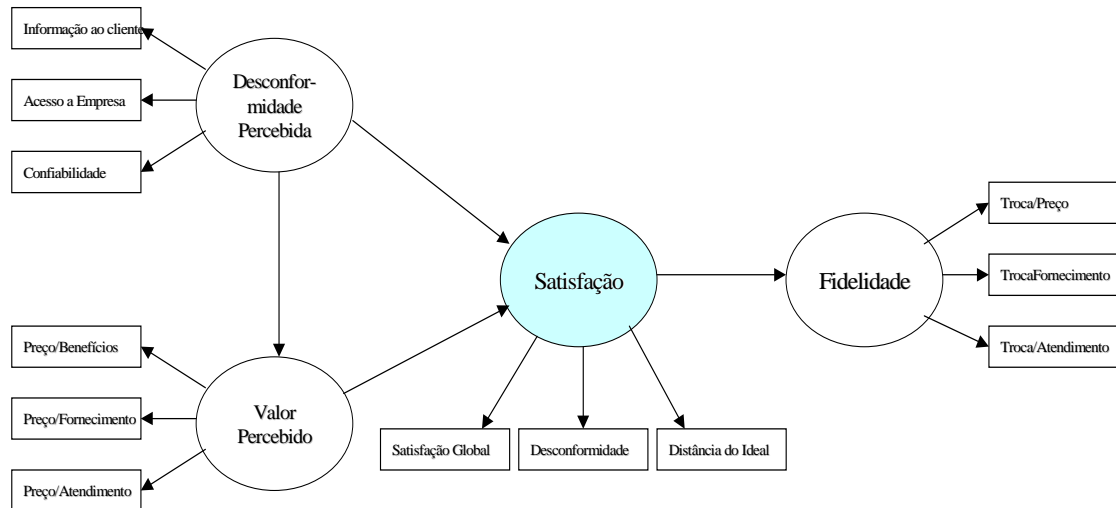 Informação ao cliente
Acesso a Empresa
Confiabilidade
Desconfor-
midade
Percebida
Preço/Benefícios
Preço/Fornecimento
Preço/Atendimento
Valor
Percebido
Satisfação
Satisfação Global
Desconformidade
Distância do Ideal
Fidelidade
Troca/Preço
TrocaFornecimento
Troca/Atendimento